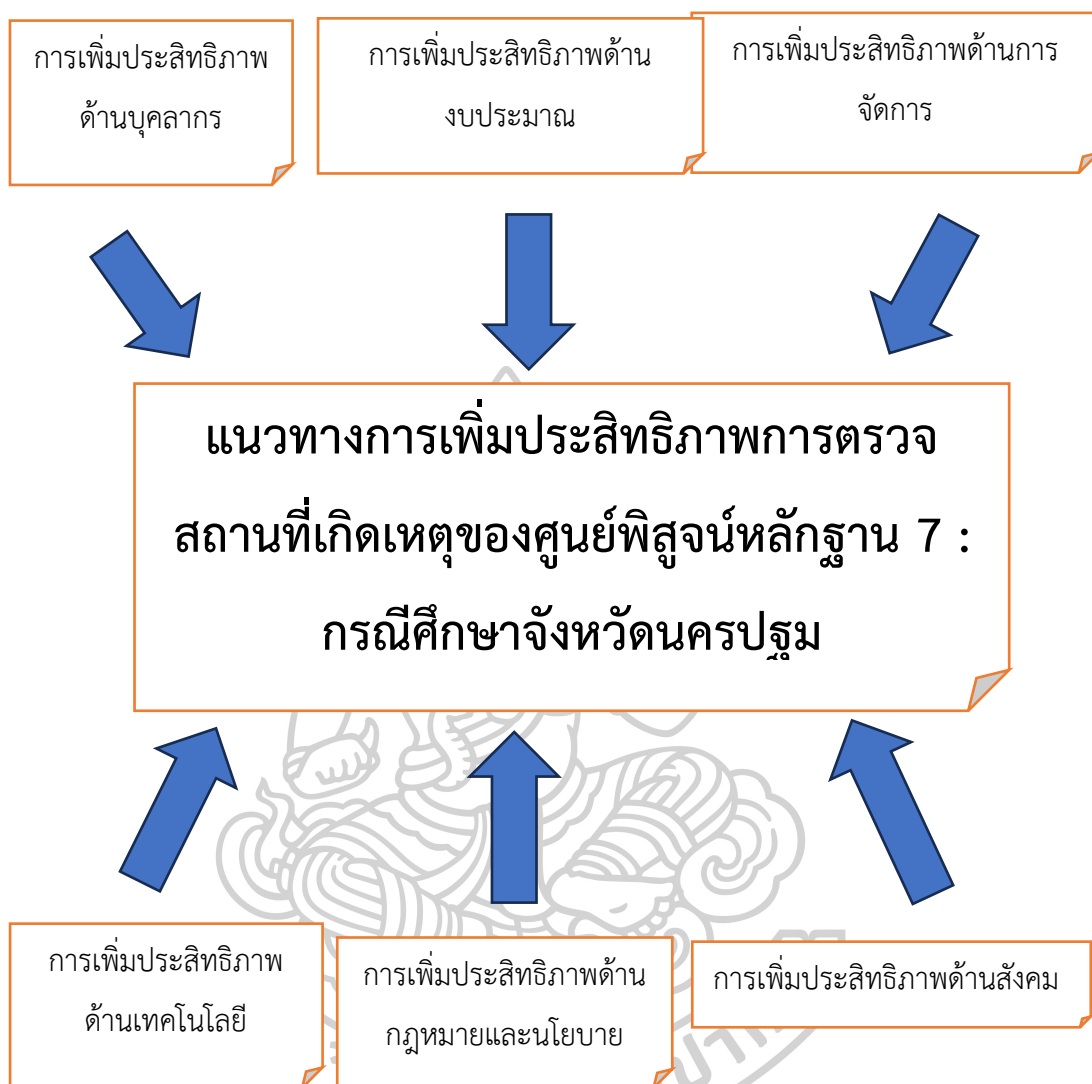 การเพิ่มประสิทธิภาพ
ด้านบุคลากร
การเพิ่มประสิทธิภาพด้าน
งบประมาณ
การเพิ่มประสิทธิภาพด้านการ
จัดการ
แนวทางการเพิ่มประสิทธิภาพการตรวจ
สถานที่เกิดเหตุของศูนย์พิสูจน์หลักฐาน 7 :
กรณีศึกษาจังหวัดนครปฐม
การเพิ่มประสิทธิภาพ
ด้านเทคโนโลยี
การเพิ่มประสิทธิภาพด้าน
กฎหมายและนโยบาย
การเพิ่มประสิทธิภาพด้านสังคม